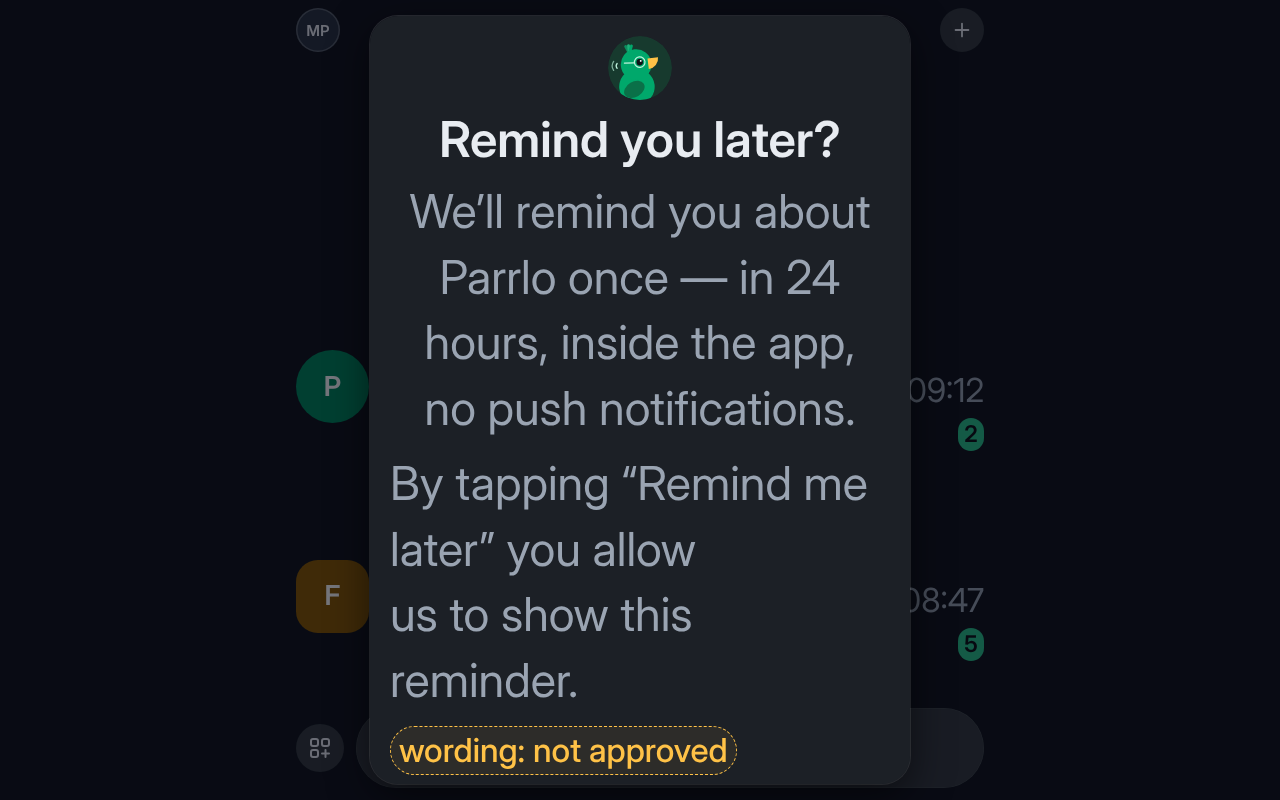 MP
Remind you later?
We’ll remind you about
Parrlo once — in 24
hours, inside the app,
no push notifications.
P
09:12
2
By tapping “Remind me
later” you allow
us to show this
reminder.
F
08:47
5
wording: not approved